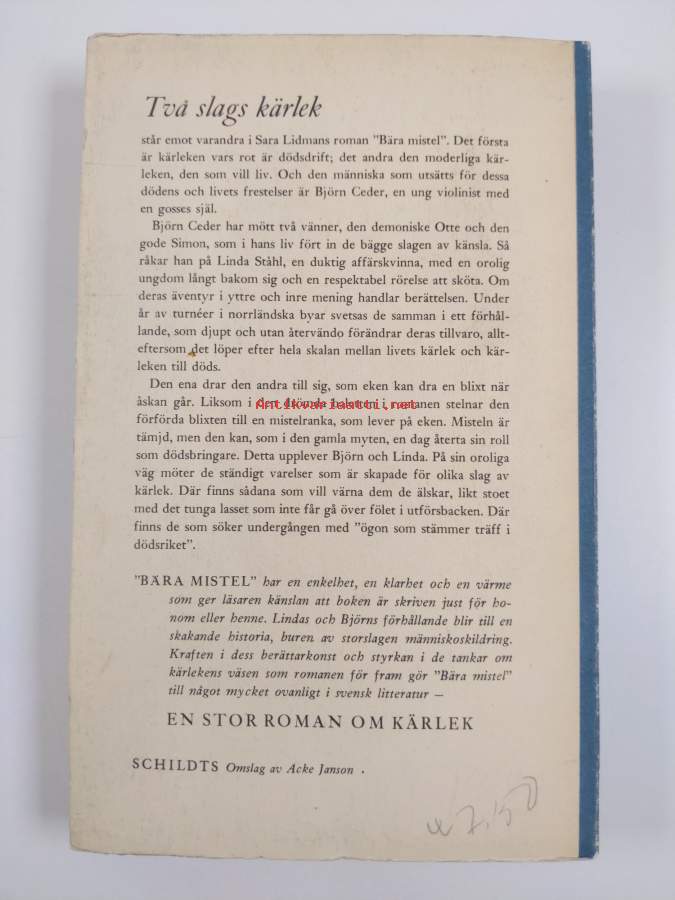 Två slags kärlek
står emot varandra i Sara Lidmans roman "Bära mistel". Det första
är kärleken vars rot är dödsdrift; det andra den moderliga kär-
leken, den som vill liv. Och den människa som utsätts för dessa
dödens och livets frestelser är Björn Ceder, en ung violinist med
en gosses själ.
Björn Ceder har mött två vänner, den demoniske Otte och den
gode Simon, som i hans liv fört in de bägge slagen av känsla. Så
råkar han på Linda Ståhl, en duktig affärskvinna, med en orolig
ungdom långt bakom sig och en respektabel rörelse att sköta. Om
deras äventyr i yttre och inre mening handlar berättelsen. Under
år av turnéer i norrländska byar svetsas de samman i ett förhål-
lande, som djupt och utan återvändo förändrar deras tillvaro, allt-
eftersom det löper efter hela skalan mellan livets kärlek och kär-
leken till döds.
Den ena drar den andra till sig, som eken kan dra en blixt när
åskan går. Liksom i den drömda baletten i romanen stelnar den
Antikvariaatti.net
förförda blixten till en mistelranka, som lever på eken. Misteln är
tämjd, men den kan, som i den gamla myten, en dag återta sin roll
som dödsbringare. Detta upplever Björn och Linda. På sin oroliga
väg möter de ständigt varelser som är skapade för olika slag av
kärlek. Där finns sådana som vill värna dem de älskar, likt stoet
med det tunga lasset som inte får gå över fölet i utförsbacken. Där
finns de som söker undergången med "ögon som stämmer träff i
dödsriket".
"BÄRA MISTEL" har en enkelhet, en klarhet och en värme
som ger läsaren känslan att boken är skriven just för ho-
nom eller henne. Lindas och Björns förhållande blir till en
skakande historia, buren av storslagen människoskildring.
Kraften i dess berättarkonst och styrkan i de tankar om
kärlekens väsen som romanen för fram gör "Bära mistel"
till något mycket ovanligt i svensk litteratur —
EN STOR ROMAN OM KÄRLEK
SCHILDTS Omslag av Acke Janson .
7,50